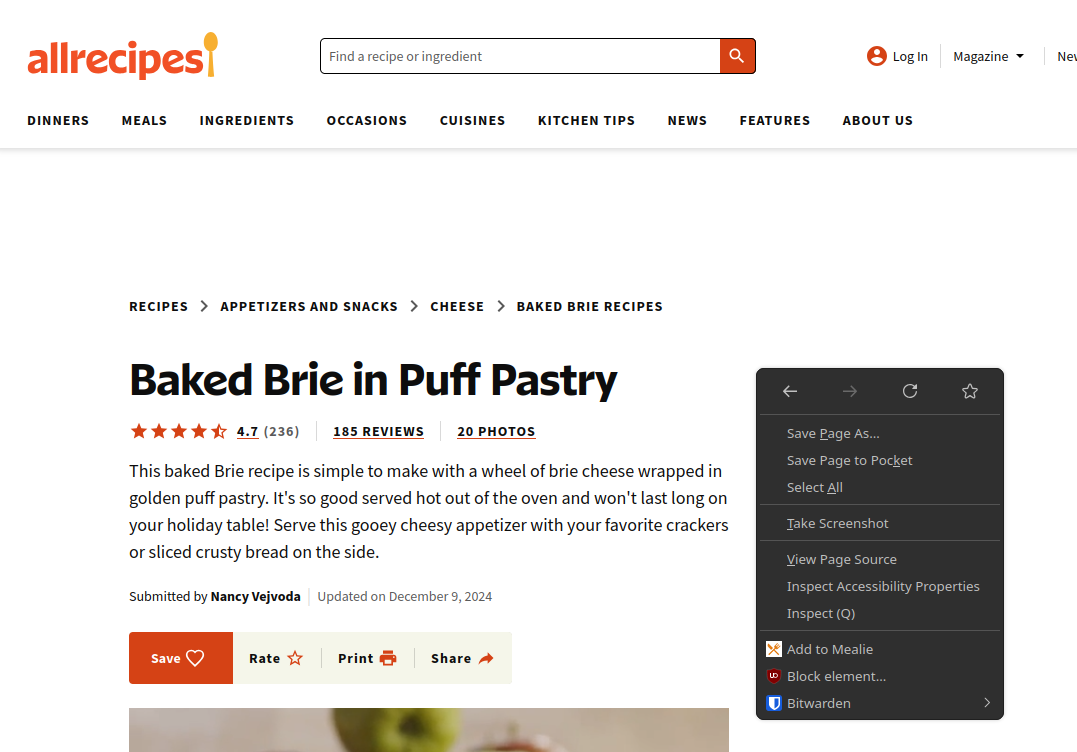 allrecipes
Find a recipe or ingredient
Log In
Magazine
New
DINNERS MEALS INGREDIENTS OCCASIONS CUISINES KITCHEN TIPS NEWS FEATURES ABOUT US
RECIPES > APPETIZERS AND SNACKS > CHEESE > BAKED BRIE RECIPES
Baked Brie in Puff Pastry
4.7 (236) 185 REVIEWS 20 PHOTOS
This baked Brie recipe is simple to make with a wheel of brie cheese wrapped in
golden puff pastry. It's so good served hot out of the oven and won't last long on
your holiday table! Serve this gooey cheesy appetizer with your favorite crackers
or sliced crusty bread on the side.
Submitted by Nancy Vejvoda Updated on December 9, 2024
Save Rate Print Share
Save Page As...
Save Page to Pocket
Select All
Take Screenshot
View Page Source
Inspect Accessibility Properties
Inspect (Q)
Add to Mealie
Block element...
Bitwarden